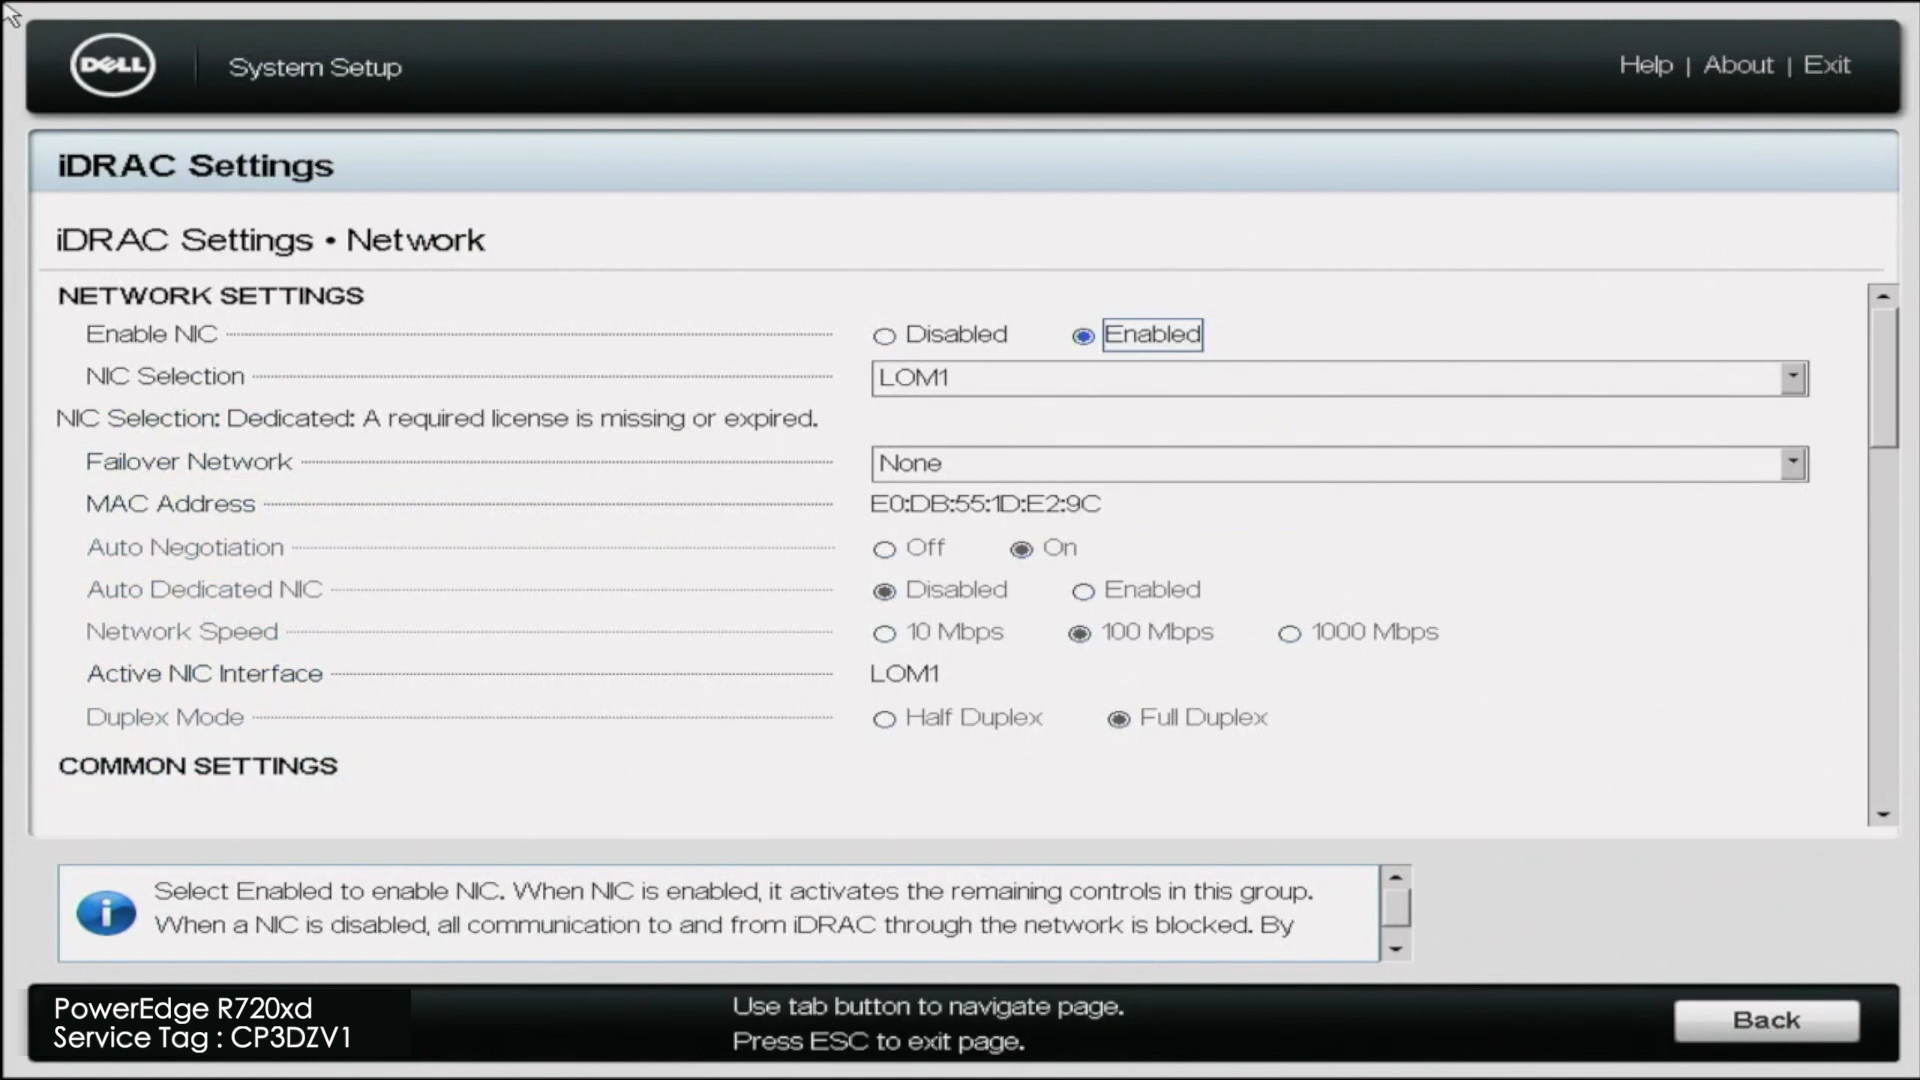 DELL
System Setup
Help | About | Exit
iDRAC Settings
iDRAC Settings • Network
NETWORK SETTINGS
Enable NIC Disabled Enabled
NIC Selection LOM1
NIC Selection: Dedicated: A required license is missing or expired.
Failover Network None
MAC Address E0:DB:55:1D:E2:9C
Auto Negotiation Off On
Auto Dedicated NIC Disabled Enabled
Network Speed 10 Mbps 100 Mbps 1000 Mbps
Active NIC Interface LOM1
Duplex Mode Half Duplex Full Duplex
COMMON SETTINGS
Select Enabled to enable NIC. When NIC is enabled, it activates the remaining controls in this group.
When a NIC is disabled, all communication to and from iDRAC through the network is blocked. By
PowerEdge R720xd
Service Tag : CP3DZV1
Use tab button to navigate page.
Press ESC to exit page.
Back